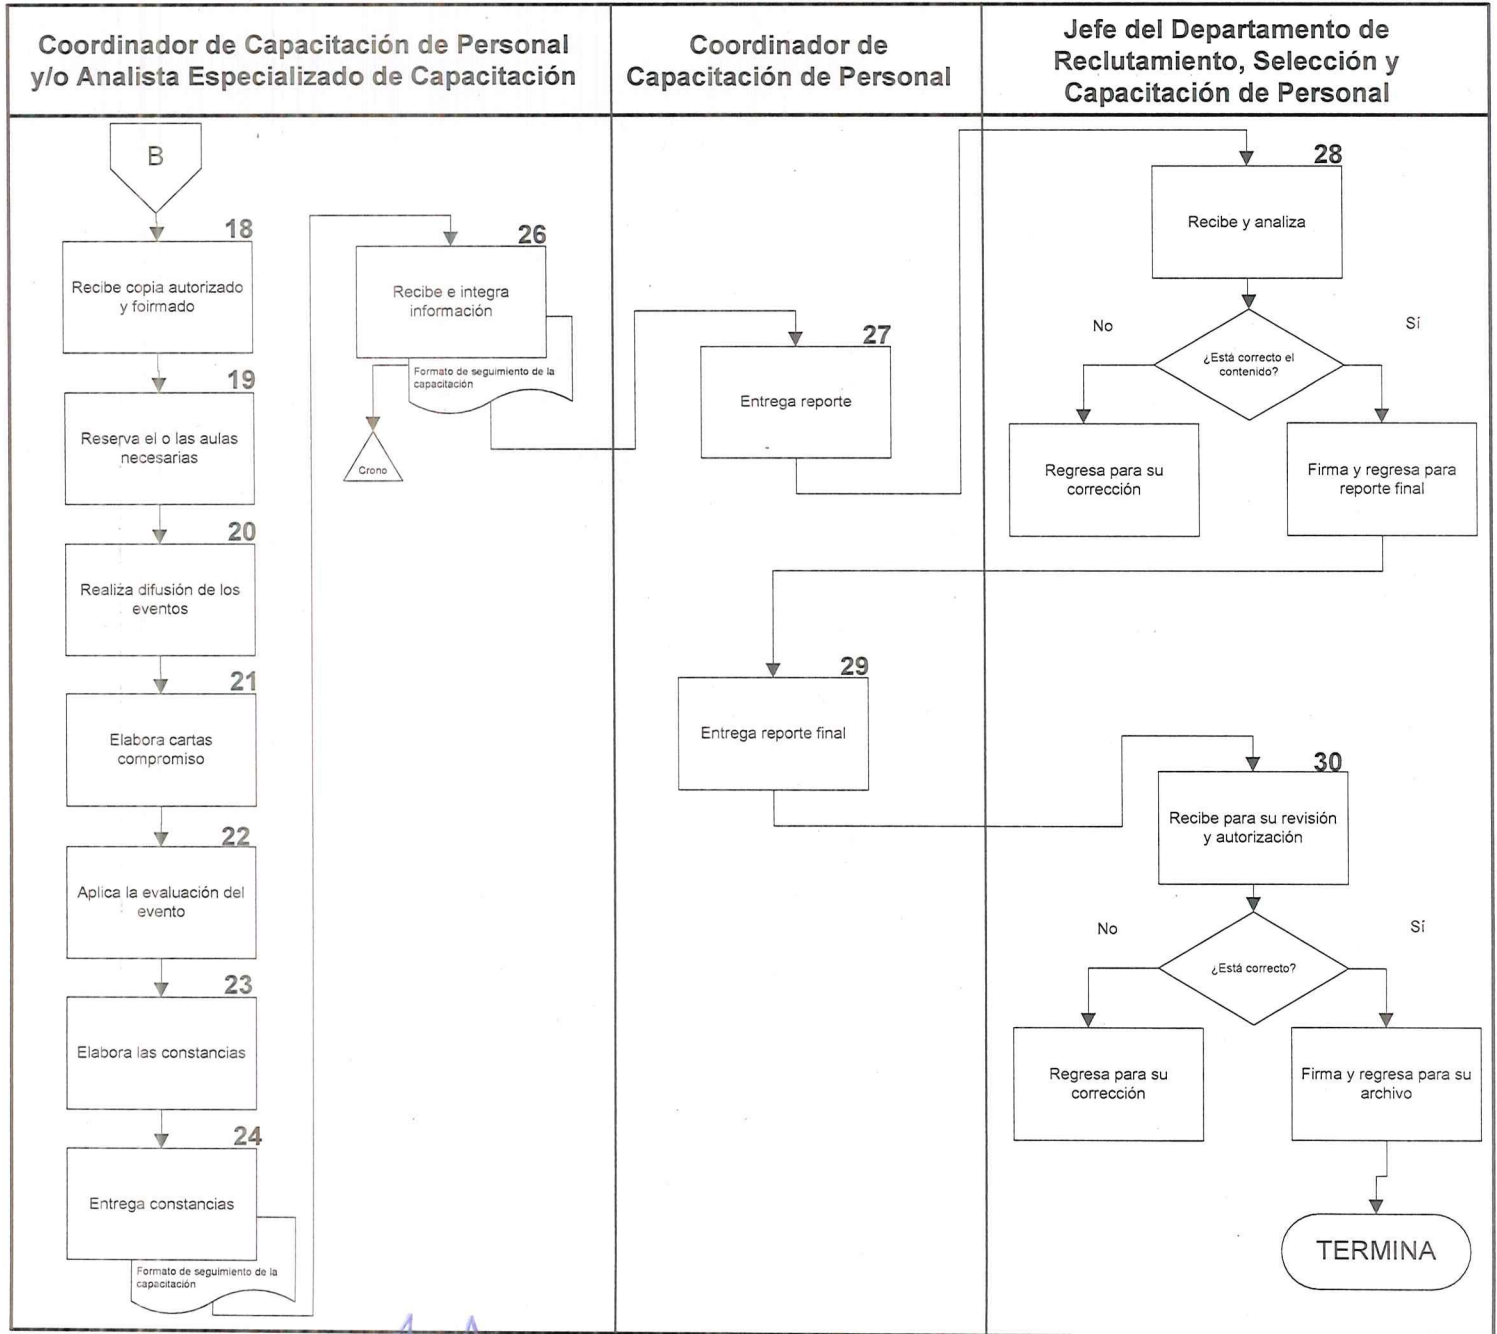 Coordinador de Capacitación de Personal
y/o Analista Especializado de Capacitación
Coordinador de
Capacitación de Personal
Jefe del Departamento de
Reclutamiento, Selección y
Capacitación de Personal
B
18
Recibe copia autorizado
y foirmado
19
Reserva el o las aulas
necesarias
20
Realiza difusión de los
eventos
21
Elabora cartas
compromiso
22
Aplica la evaluación del
evento
23
Elabora las constancias
24
Entrega constancias
Formato de seguimiento de la
capacitación
26
Recibe e integra
información
Formato de seguimiento de la
capacitación
Crono
27
Entrega reporte
28
Recibe y analiza
¿Está correcto el
contenido?
No
Sí
Regresa para su
corrección
Firma y regresa para
reporte final
29
Entrega reporte final
30
Recibe para su revisión
y autorización
¿Está correcto?
No
Sí
Regresa para su
corrección
Firma y regresa para su
archivo
TERMINA